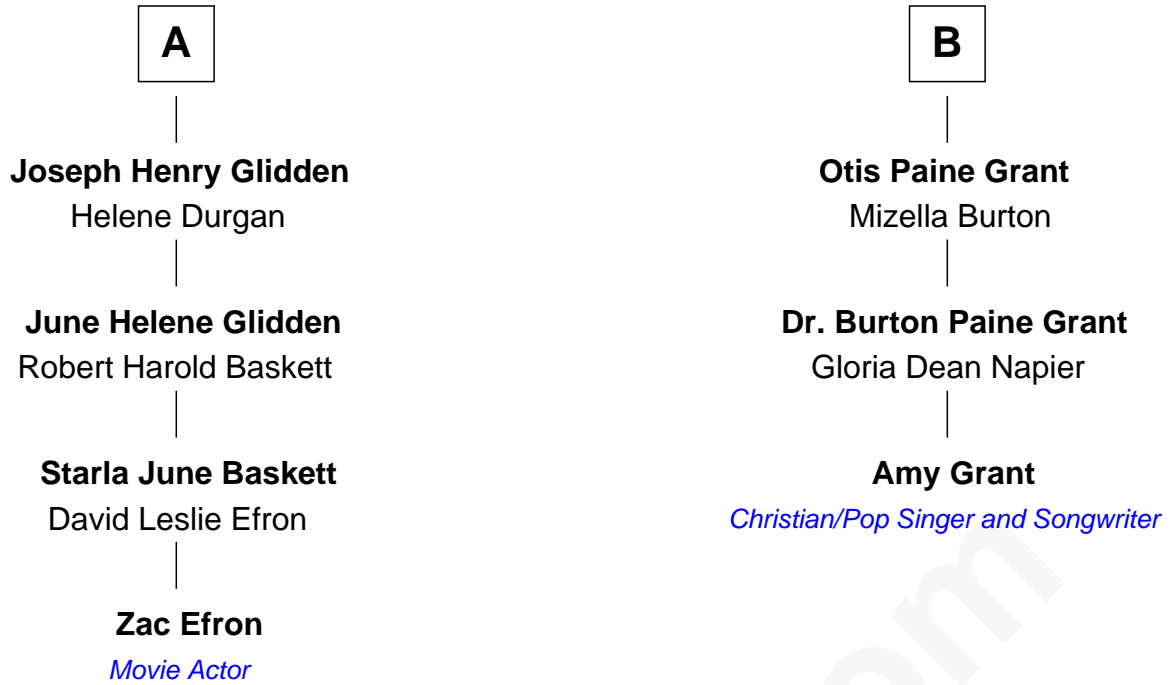 A
Joseph Henry Glidden
Helene Durgan
June Helene Glidden
Robert Harold Baskett
Starla June Baskett
David Leslie Efron
Zac Efron
Movie Actor
B
Otis Paine Grant
Mizella Burton
Dr. Burton Paine Grant
Gloria Dean Napier
Amy Grant
Christian/Pop Singer and Songwriter
om